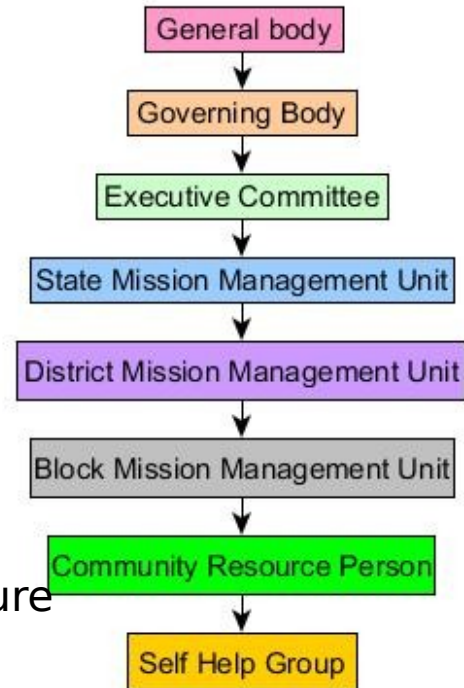 General body
Governing Body
Executive Committee
State Mission Management Unit
District Mission Management Unit
Block Mission Management Unit
Community Resource Person
Self Help Group